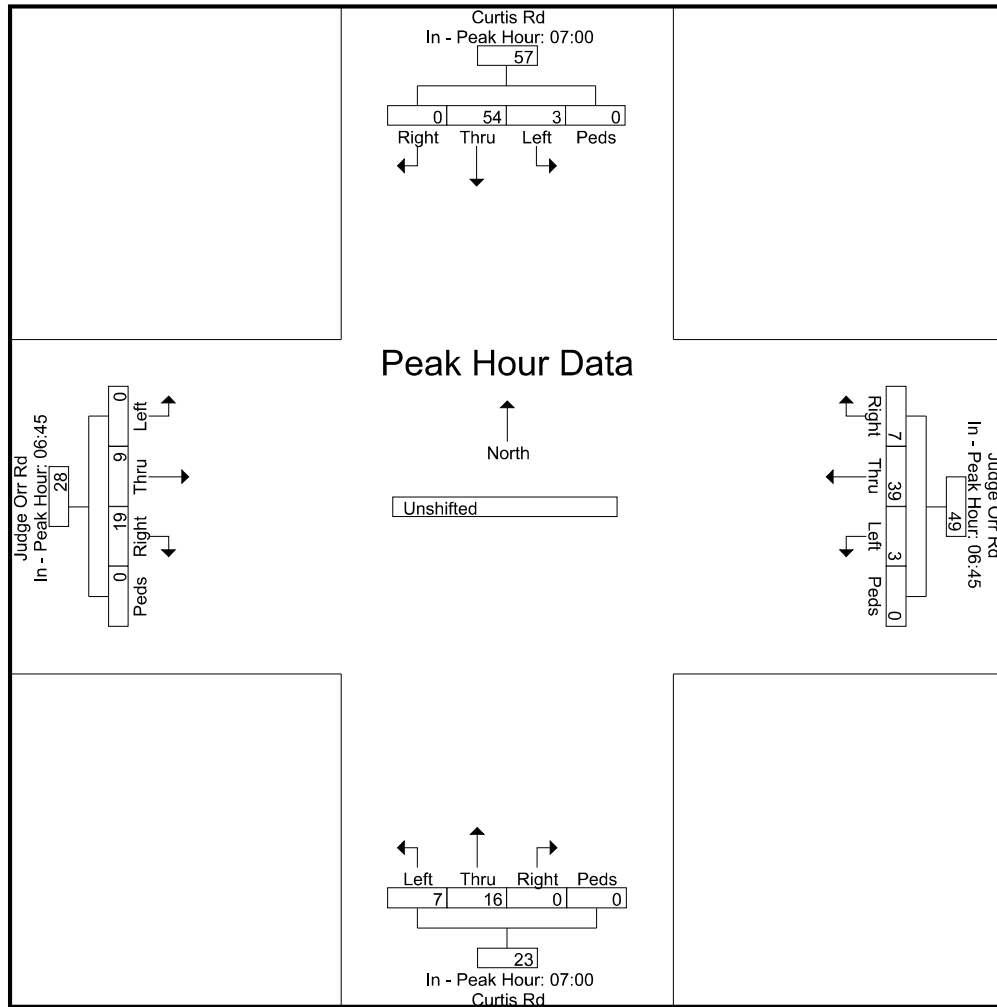 Curtis Rd
In - Peak Hour: 07:00
57
0 54 3 0
Right Thru Left Peds
Peak Hour Data
North
Unshifted
Judge Orr Rd
In - Peak Hour: 06:45
28
0 9 19 0
Left Thru Right Peds
Judge Orr Rd
In - Peak Hour: 06:45
49
7 39 3 0
Right Thru Left Peds
Left Thru Right Peds
7 16 0 0
23
In - Peak Hour: 07:00
Curtis Rd